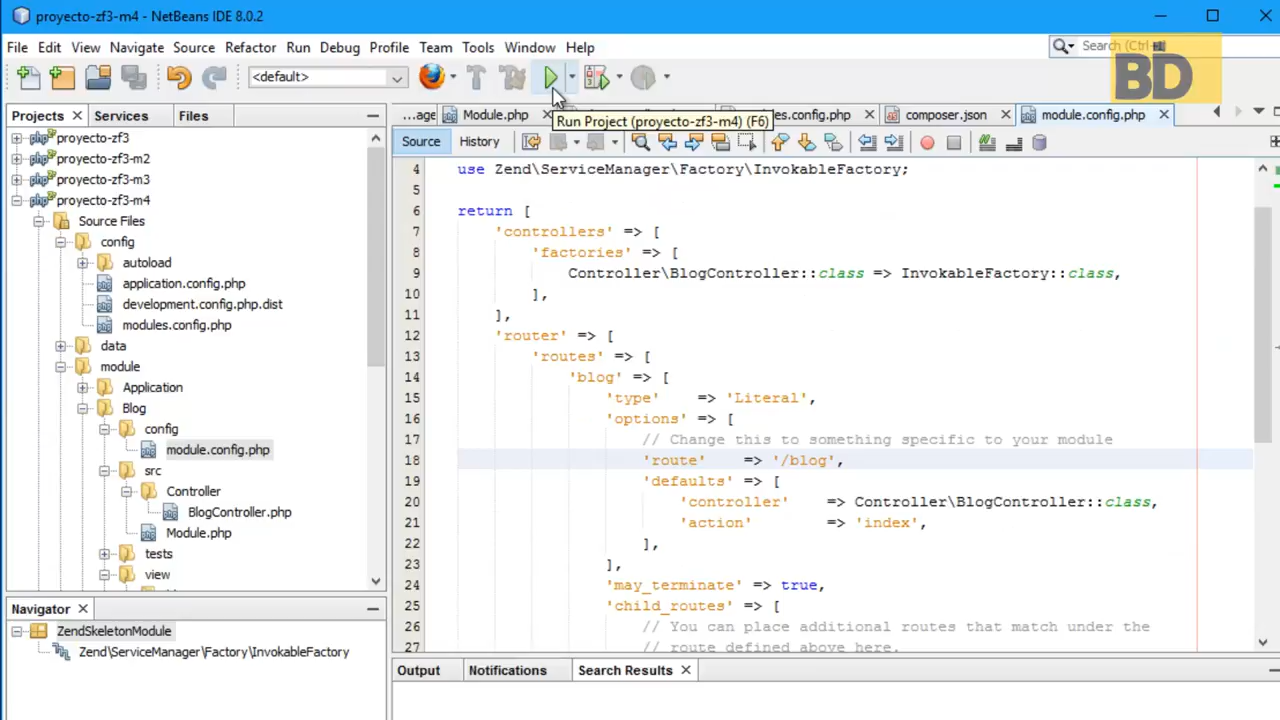 proyecto-zf3-m4 - NetBeans IDE 8.0.2
File Edit View Navigate Source Refactor Run Debug Profile Team Tools Window Help
BD
<default>
Projects Services Files
Module.php
composer.json
module.config.php
Run Project (proyecto-zf3-m4) (F6)
Source History
proyecto-zf3
proyecto-zf3-m2
proyecto-zf3-m3
proyecto-zf3-m4
Source Files
config
autoload
application.config.php
development.config.php.dist
modules.config.php
data
module
Application
Blog
config
module.config.php
src
Controller
BlogController.php
Module.php
tests
view
4 use Zend\ServiceManager\Factory\InvokableFactory;
5
6 return [
7 'controllers' => [
8 'factories' => [
9 Controller\BlogController::class => InvokableFactory::class,
10 ],
11 ],
12 'router' => [
13 'routes' => [
14 'blog' => [
15 'type' => 'Literal',
16 'options' => [
17 // Change this to something specific to your module
18 'route' => '/blog',
19 'defaults' => [
20 'controller' => Controller\BlogController::class,
21 'action' => 'index',
22 ],
23 ],
24 'may_terminate' => true,
25 'child_routes' => [
26 // You can place additional routes that match under the
27 // route defined above here.
Navigator
ZendSkeletonModule
Zend\ServiceManager\Factory\InvokableFactory
Output Notifications Search Results